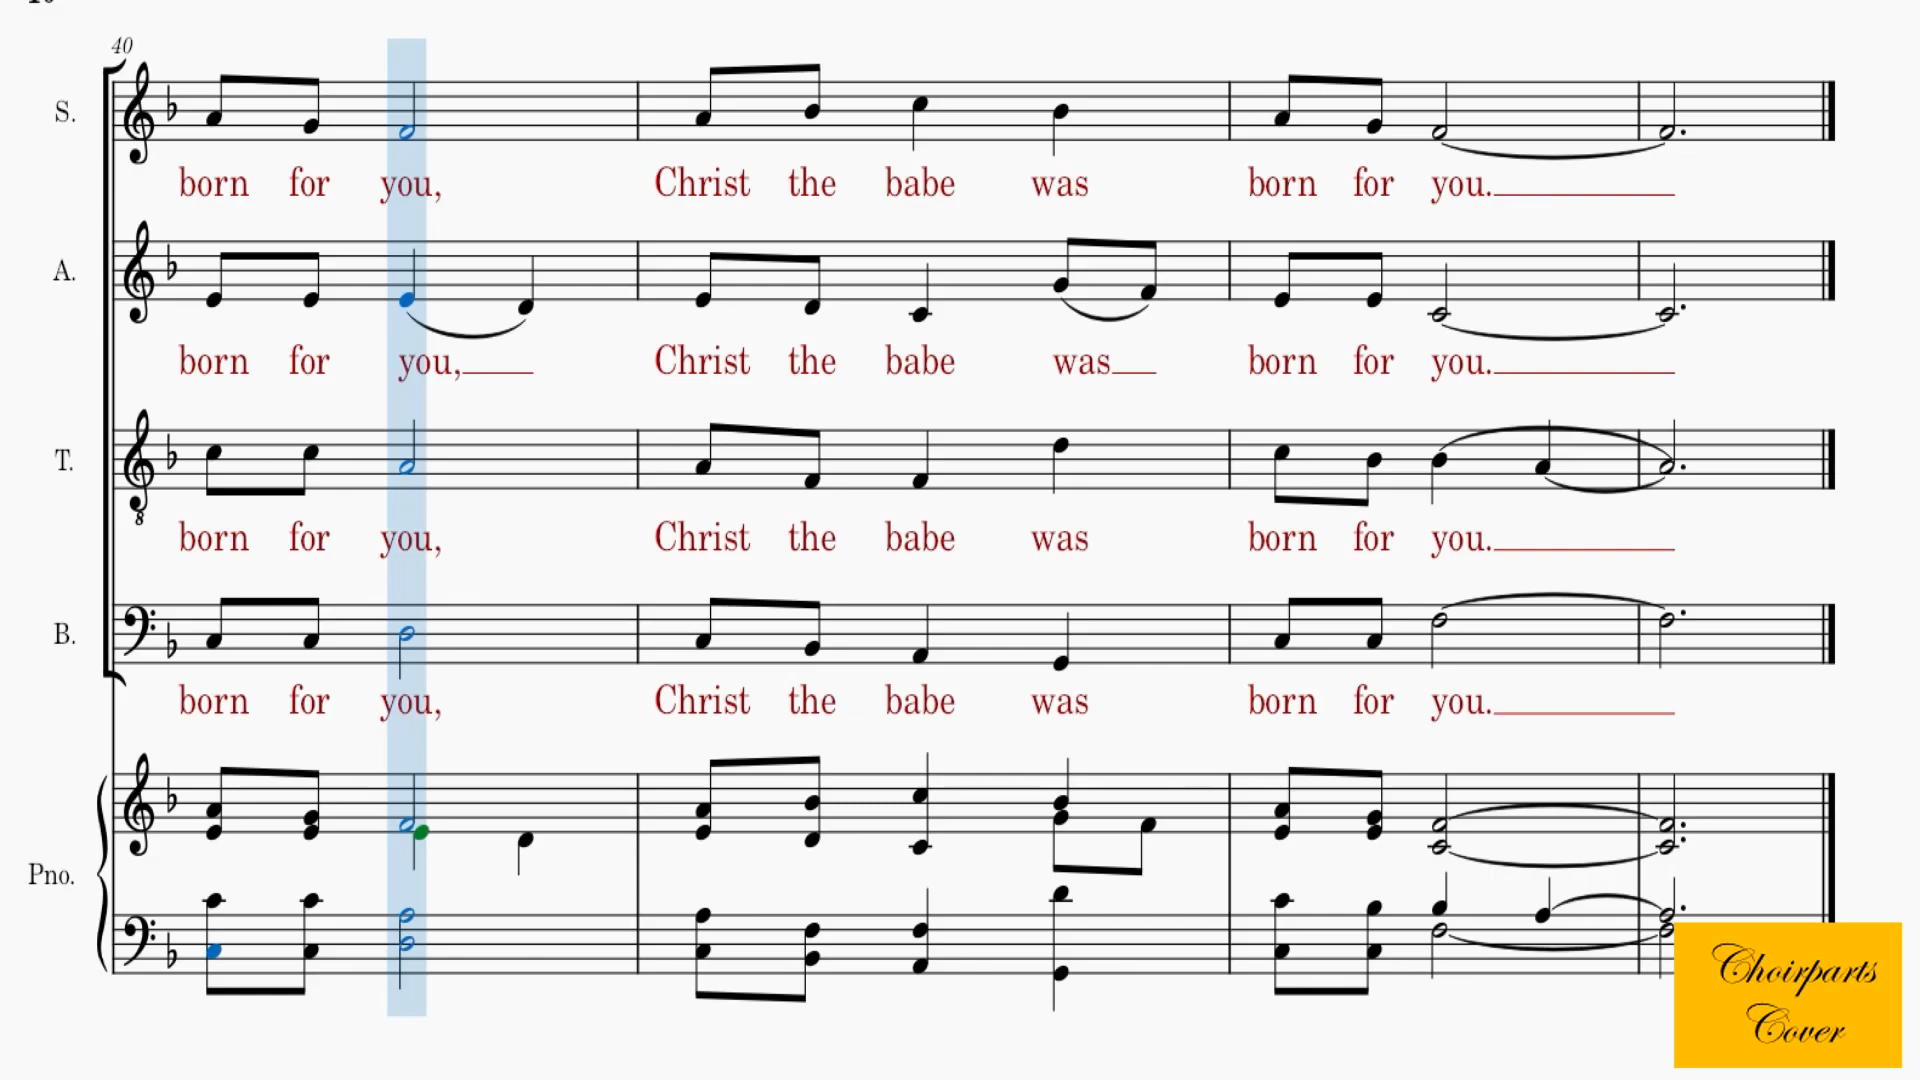 40
S.
born for you, Christ the babe was born for you.
A.
born for you, Christ the babe was born for you.
T.
8
born for you, Christ the babe was born for you.
B.
born for you, Christ the babe was born for you.
Pno.
Choirparts
Cover